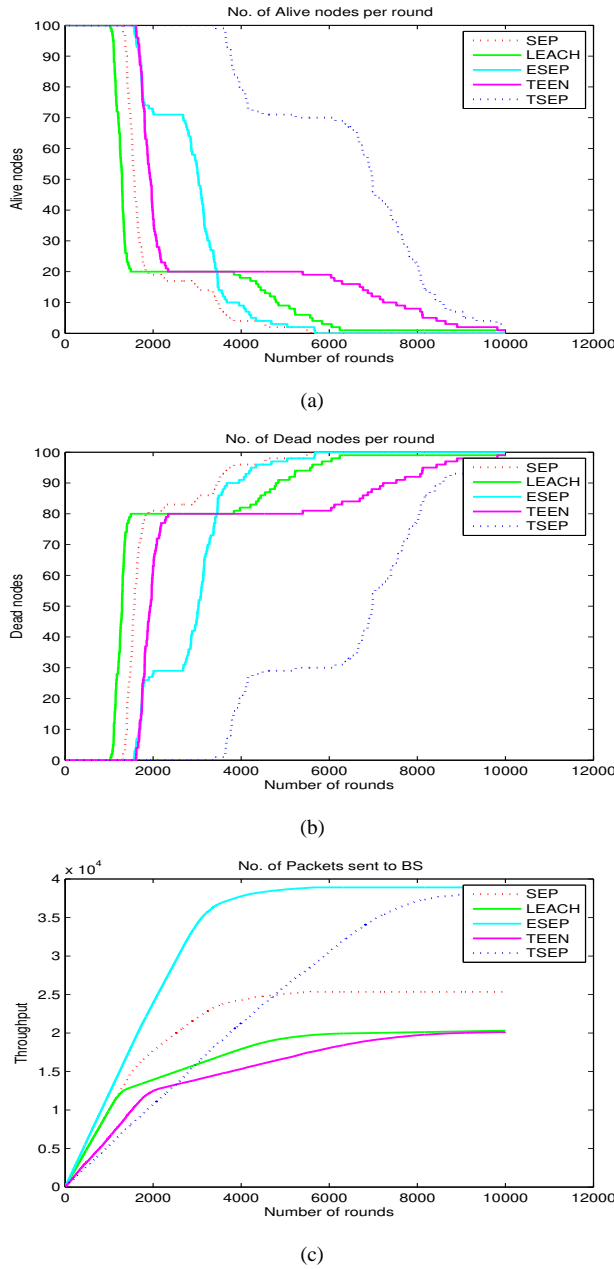 No. of Alive nodes per round
100
90
80
70
60
50
40
30
20
10
0
Alive nodes
SEP
LEACH
ESEP
TEEN
TSEP
0 2000 4000 6000 8000 10000 12000
Number of rounds
(a)
No. of Dead nodes per round
100
90
80
70
60
50
40
30
20
10
0
Dead nodes
SEP
LEACH
ESEP
TEEN
TSEP
0 2000 4000 6000 8000 10000 12000
Number of rounds
(b)
x 10^4
No. of Packets sent to BS
4
3.5
3
2.5
2
1.5
1
0.5
0
Throughput
SEP
LEACH
ESEP
TEEN
TSEP
0 2000 4000 6000 8000 10000 12000
Number of rounds
(c)